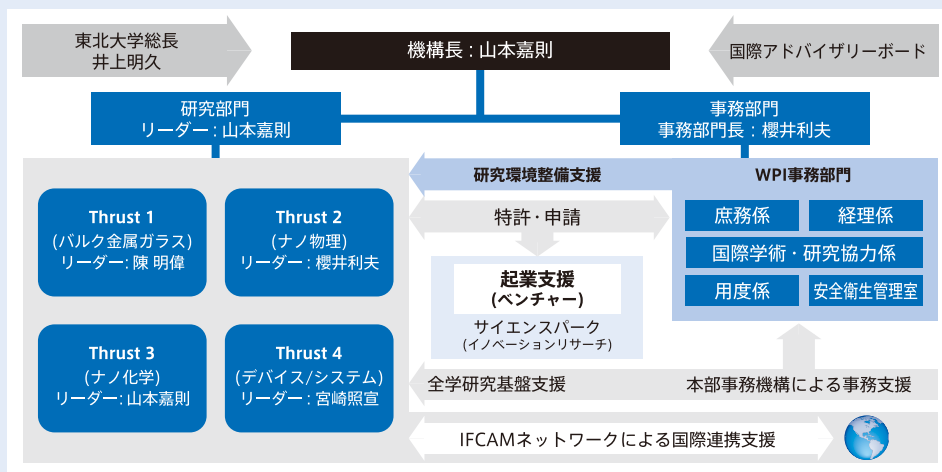 東北大学総長
井上明久
機構長：山本嘉則
国際アドバイザリーボード
研究部門
リーダー：山本嘉則
事務部門
事務部門長：櫻井利夫
研究環境整備支援
WPI事務部門
Thrust 1
(バルク金属ガラス)
リーダー：陳 明偉
Thrust 2
(ナノ物理)
リーダー：櫻井利夫
特許・申請
庶務係
経理係
国際学術・研究協力係
用度係
安全衛生管理室
起業支援
(ベンチャー)
サイエンスパーク
(イノベーションリサーチ)
Thrust 3
(ナノ化学)
リーダー：山本嘉則
Thrust 4
(デバイス/システム)
リーダー：宮崎照宣
全学研究基盤支援
本部事務機構による事務支援
IFCAMネットワークによる国際連携支援